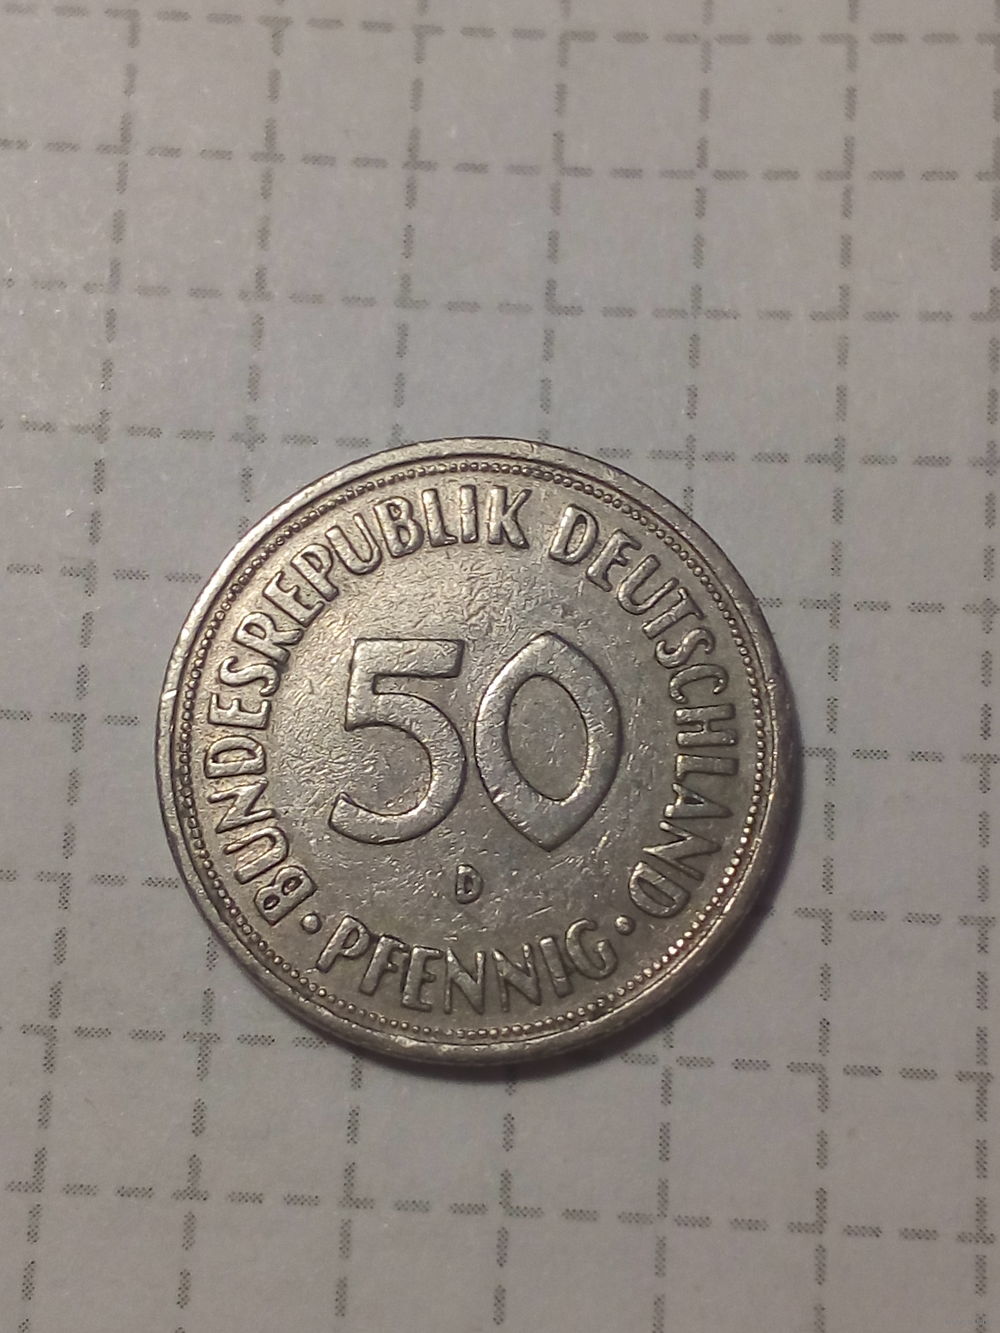 BUNDESREPUBLIK DEUTSCHLAND
50
D
· PFENNIG ·